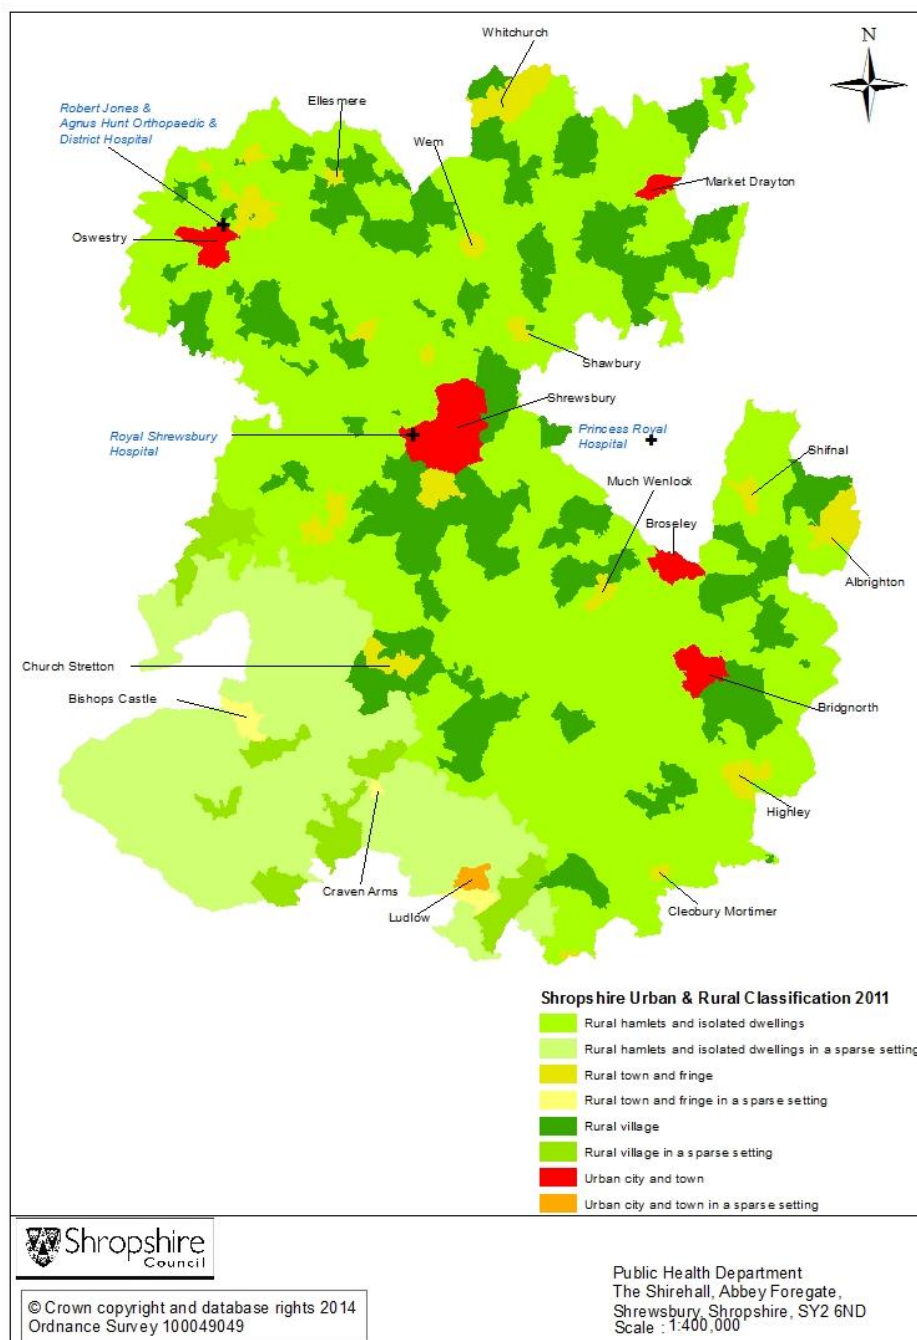 Whitchurch
N
Ellesmere
Robert Jones &
Agnus Hunt Orthopaedic &
District Hospital
Wem
Market Drayton
Oswestry
Shawbury
Shrewsbury
Royal Shrewsbury
Hospital
Princess Royal
Hospital
Shifnal
Much Wenlock
Broseley
Albrighton
Church Stretton
Bishops Castle
Bridgnorth
Highley
Craven Arms
Ludlow
Cleobury Mortimer
Shropshire Urban & Rural Classification 2011
Rural hamlets and isolated dwellings
Rural hamlets and isolated dwellings in a sparse setting
Rural town and fringe
Rural town and fringe in a sparse setting
Rural village
Rural village in a sparse setting
Urban city and town
Urban city and town in a sparse setting
Shropshire
Council
© Crown copyright and database rights 2014
Ordnance Survey 100049049
Public Health Department
The Shirehall, Abbey Foregate,
Shrewsbury, Shropshire, SY2 6ND
Scale : 1:400,000